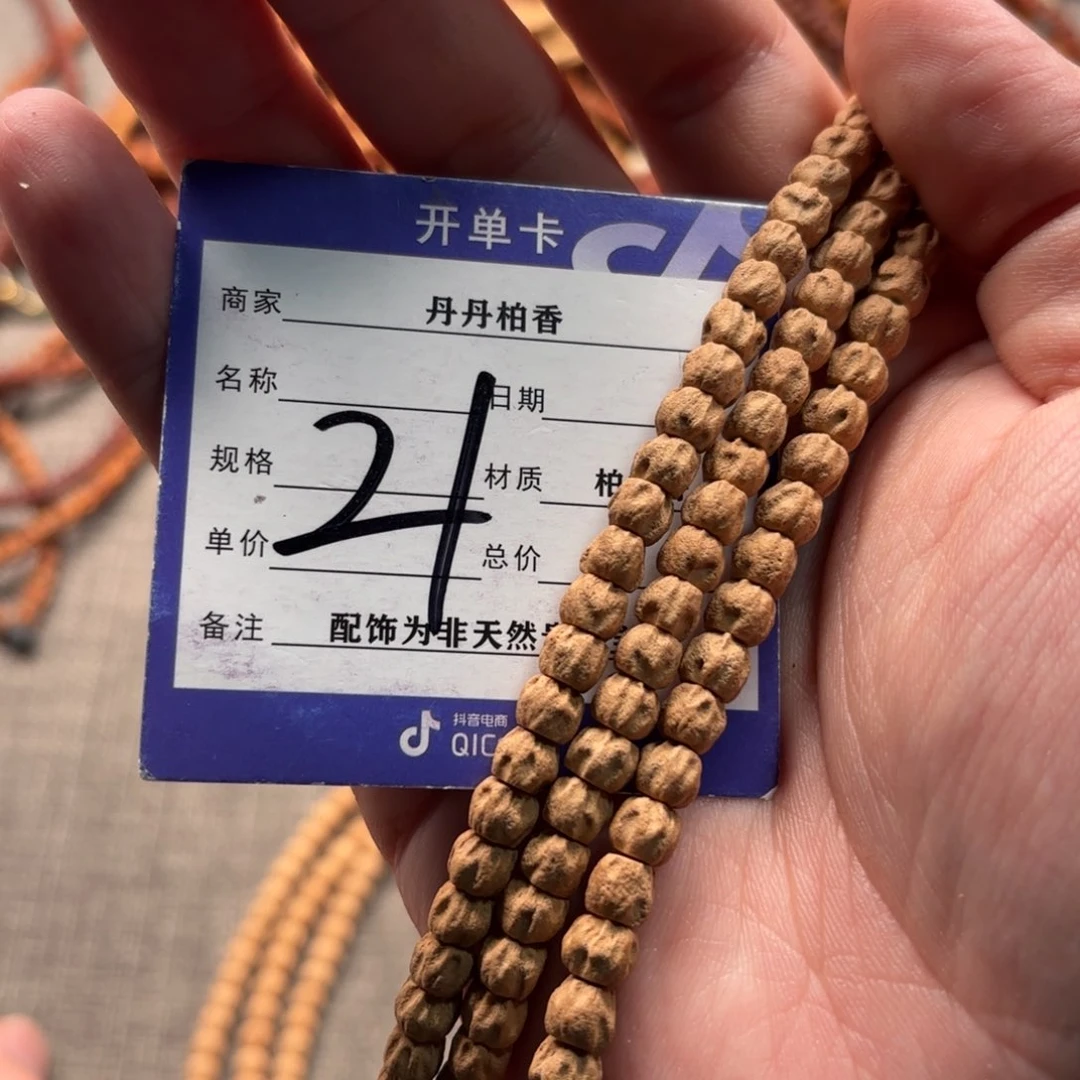 开单卡
商家 丹丹柏香
名称 日期
规格 材质 柏
单价 总价
21
备注 配饰为非天然
抖音电商
QIC